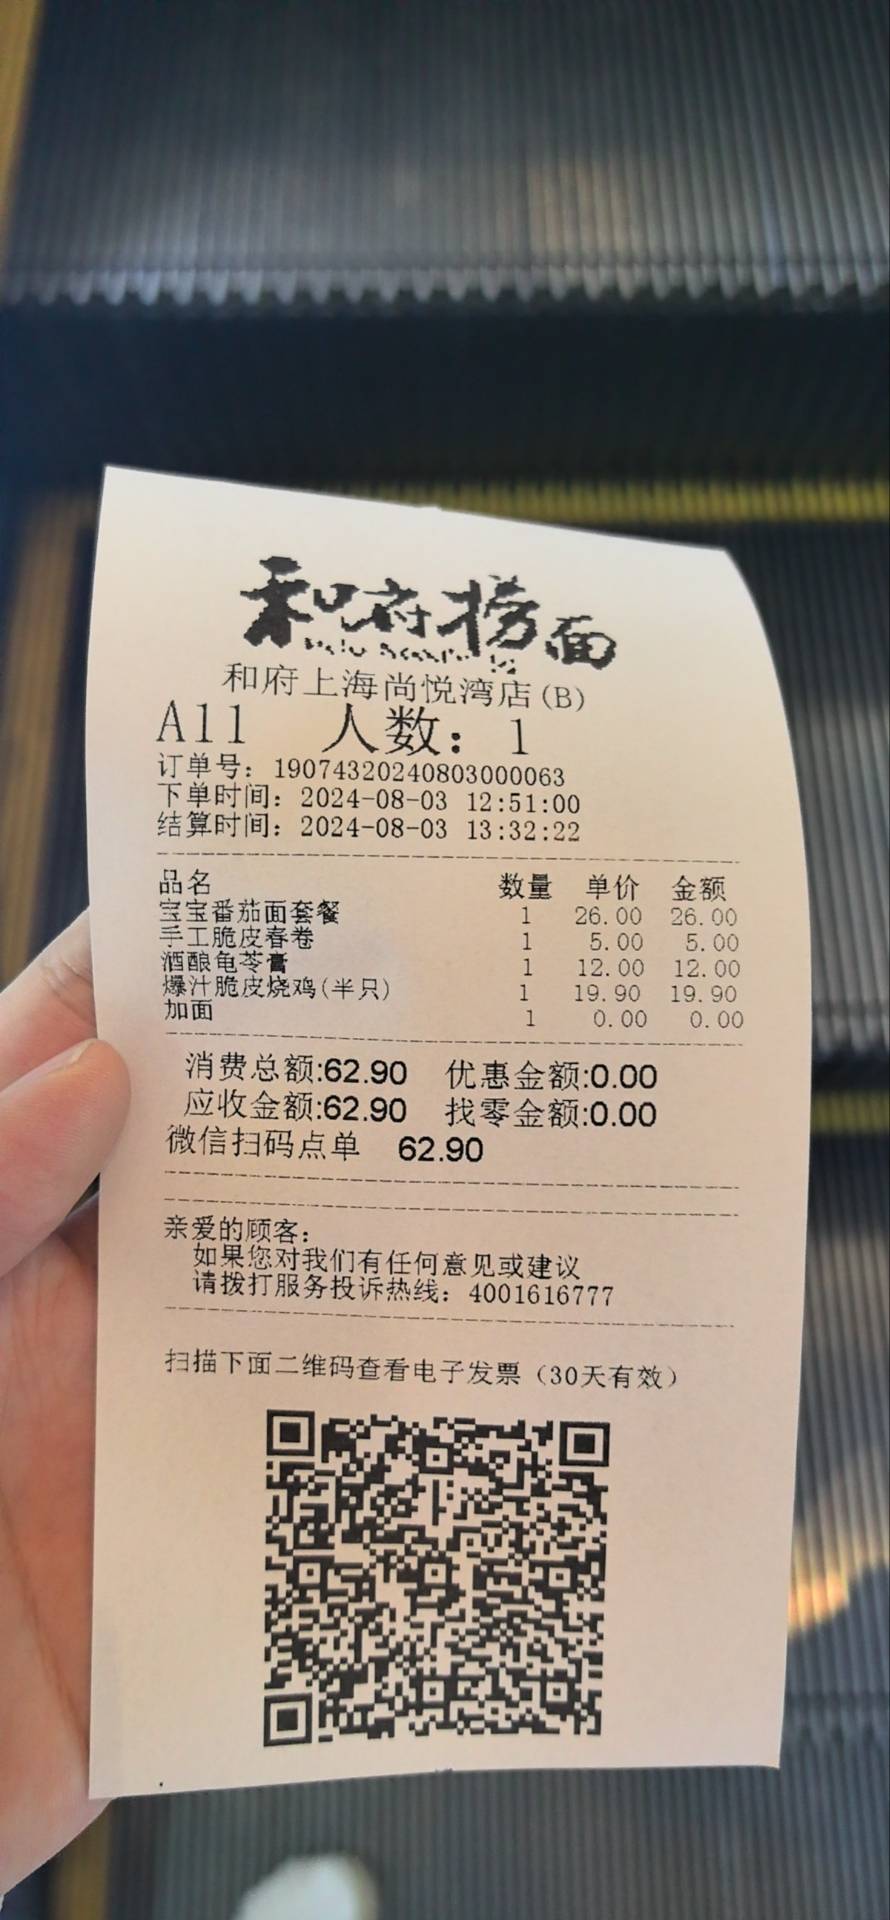 和府捞面
和府上海尚悦湾店(B)
A11 人数: 1
订单号: 19074320240803000063
下单时间: 2024-08-03 12:51:00
结算时间: 2024-08-03 13:32:22
品名 数量 单价 金额
宝宝番茄面套餐 1 26.00 26.00
手工脆皮春卷 1 5.00 5.00
酒酿龟苓膏 1 12.00 12.00
爆汁脆皮烧鸡(半只) 1 19.90 19.90
加面 1 0.00 0.00
消费总额:62.90 优惠金额:0.00
应收金额:62.90 找零金额:0.00
微信扫码点单 62.90
亲爱的顾客:
如果您对我们有任何意见或建议
请拨打服务投诉热线: 4001616777
扫描下面二维码查看电子发票（30天有效）